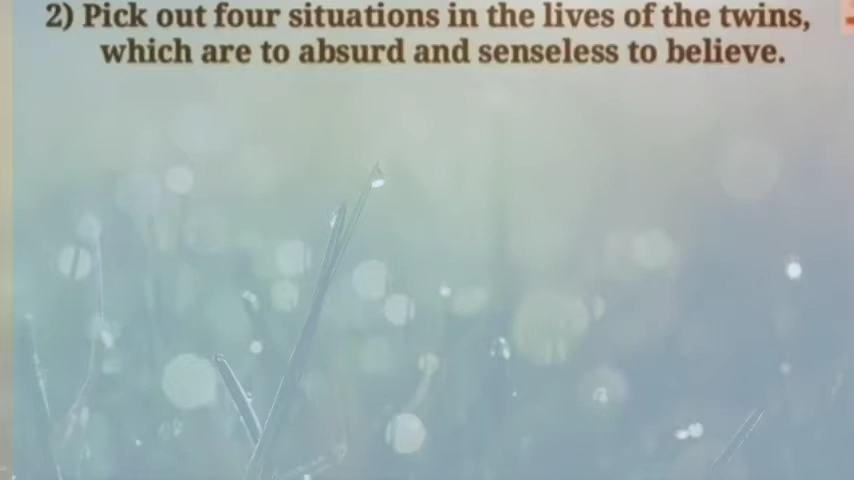 2) Pick out four situations in the lives of the twins,
which are to absurd and senseless to believe.